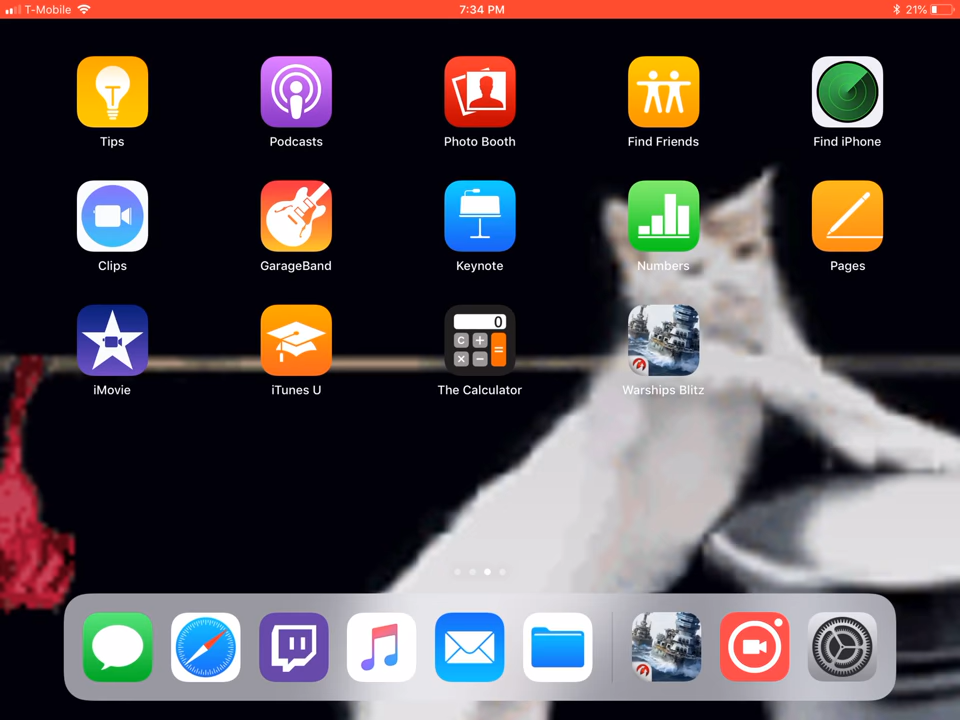 T-Mobile 7:34 PM 21%
Tips Podcasts Photo Booth Find Friends Find iPhone
Clips GarageBand Keynote Numbers Pages
0
C + = × −
iMovie iTunes U The Calculator Warships Blitz